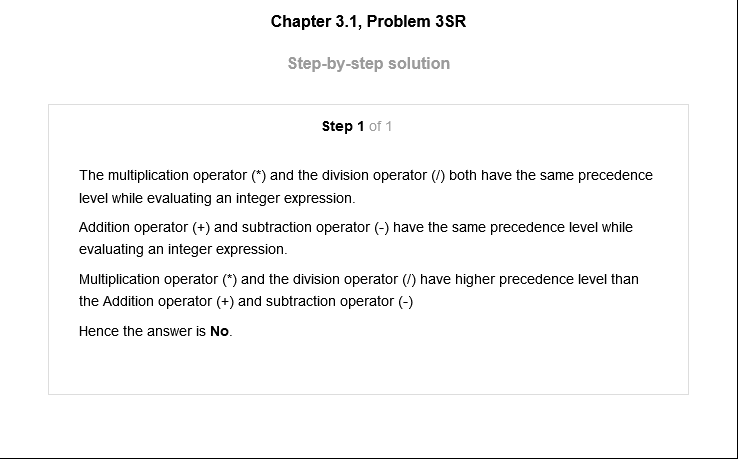 Chapter 3.1, Problem 3SR
Step-by-step solution
Step 1 of 1
The multiplication operator (*) and the division operator (/) both have the same precedence
level while evaluating an integer expression.
Addition operator (+) and subtraction operator (-) have the same precedence level while
evaluating an integer expression.
Multiplication operator (*) and the division operator (/) have higher precedence level than
the Addition operator (+) and subtraction operator (-)
Hence the answer is No.